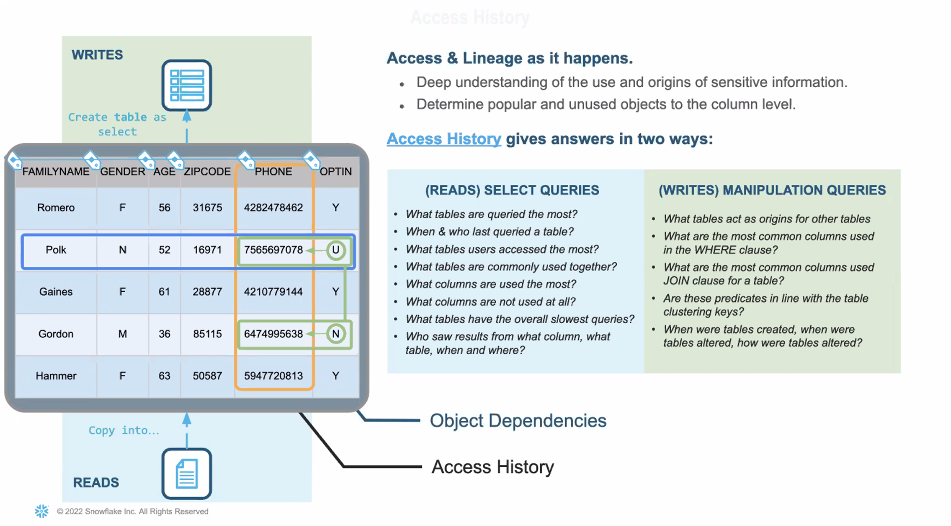 Access History
WRITES
Create table as
select
FAMILYNAME GENDER AGE ZIPCODE PHONE OPTIN
Romero F 56 31675 4282478462 Y
Polk N 52 16971 7565697078 U
Gaines F 61 28877 4210779144 Y
Gordon M 36 85115 6474995638 N
Hammer F 63 50587 5947720813 Y
Copy into...
READS
Access & Lineage as it happens.
• Deep understanding of the use and origins of sensitive information.
• Determine popular and unused objects to the column level.
Access History gives answers in two ways:
(READS) SELECT QUERIES
• What tables are queried the most?
• When & who last queried a table?
• What tables users accessed the most?
• What tables are commonly used together?
• What columns are used the most?
• What columns are not used at all?
• What tables have the overall slowest queries?
• Who saw results from what column, what
table, when and where?
(WRITES) MANIPULATION QUERIES
• What tables act as origins for other tables
• What are the most common columns used
in the WHERE clause?
• What are the most common columns used
JOIN clause for a table?
• Are these predicates in line with the table
clustering keys?
• When were tables created, when were
tables altered, how were tables altered?
Object Dependencies
Access History
© 2022 Snowflake Inc. All Rights Reserved